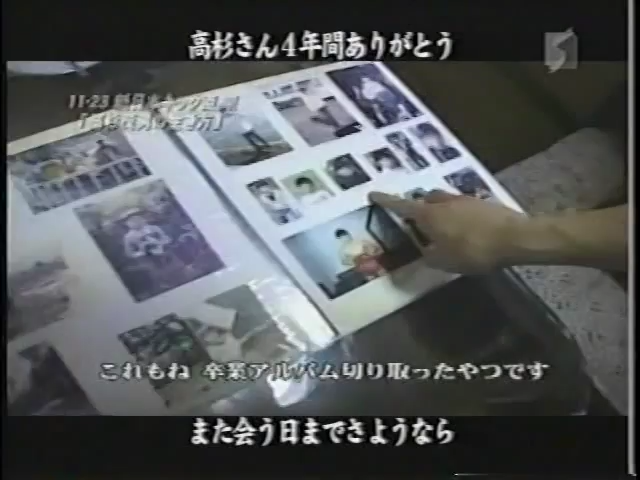 高杉さん4年間ありがとう
11・23
これもね 卒業アルバム切り取ったやつです
また会う日までさようなら